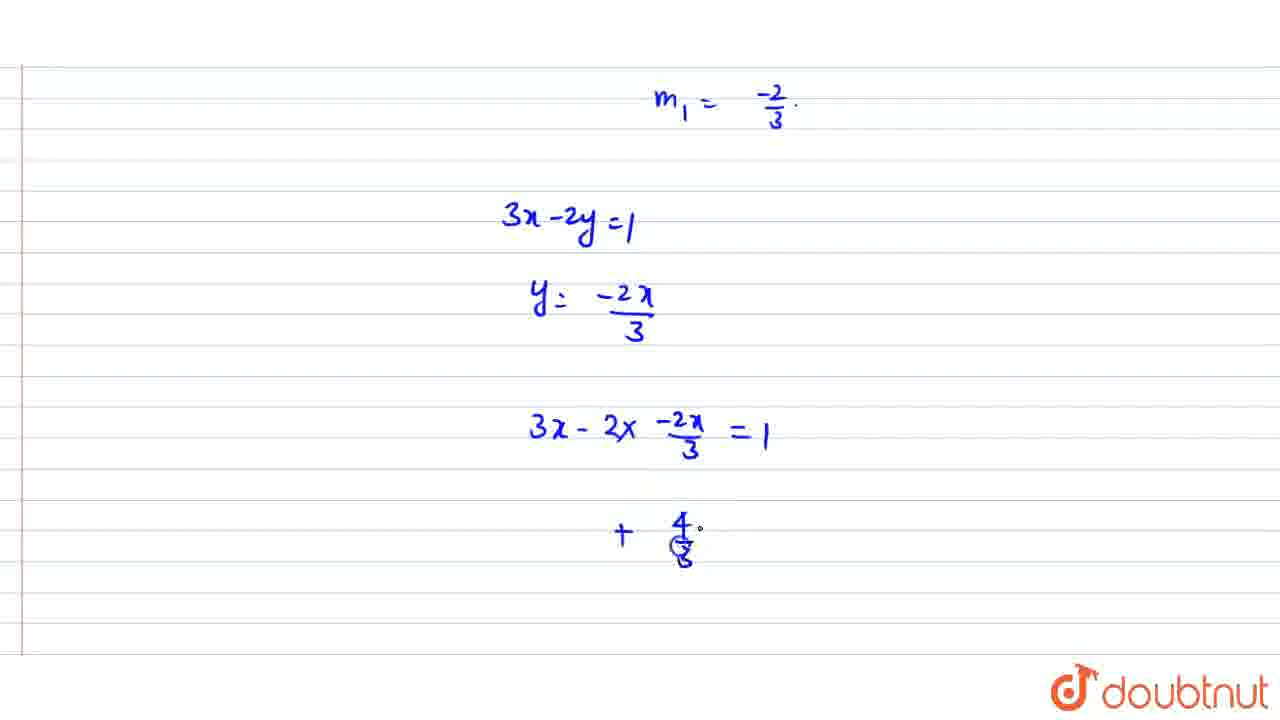 m₁ = -2/3
3x - 2y = 1
y = -2x/3
3x - 2x -2x/3 = 1
+ 4/3
doubtnut